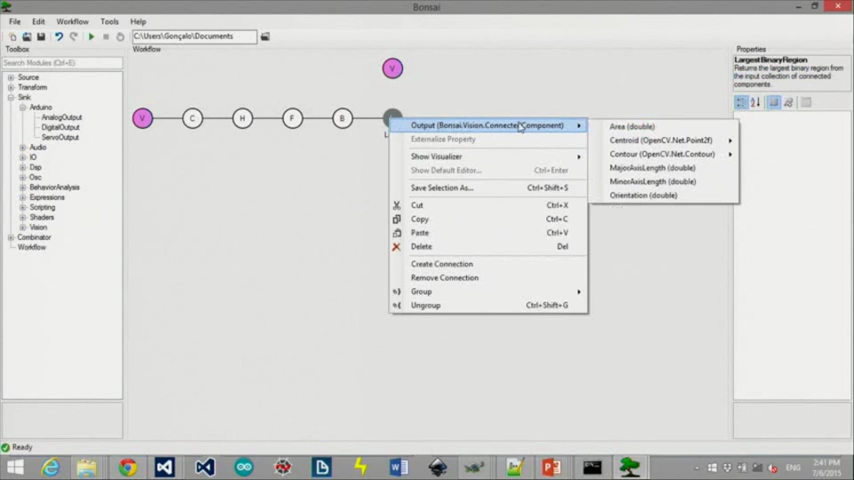 Bonsai
File Edit Workflow Tools Help
C:\Users\Gonçalo\Documents
Toolbox
Workflow
Properties
Search Modules (Ctrl+E)
Source
Transform
Sink
Arduino
AnalogOutput
DigitalOutput
ServoOutput
Audio
IO
Dsp
Osc
BehaviorAnalysis
Expressions
Scripting
Shaders
Vision
Combinator
Workflow
V
V C H F B
L
Output (Bonsai.Vision.ConnectedComponent)
Externalize Property
Show Visualizer
Show Default Editor... Ctrl+Enter
Save Selection As... Ctrl+Shift+S
Cut Ctrl+X
Copy Ctrl+C
Paste Ctrl+V
Delete Del
Create Connection
Remove Connection
Group
Ungroup Ctrl+Shift+G
Area (double)
Centroid (OpenCV.Net.Point2f)
Contour (OpenCV.Net.Contour)
MajorAxisLength (double)
MinorAxisLength (double)
Orientation (double)
LargestBinaryRegion
Returns the largest binary region from the input collection of connected components.
Ready
ENG
2:41 PM
7/6/2015